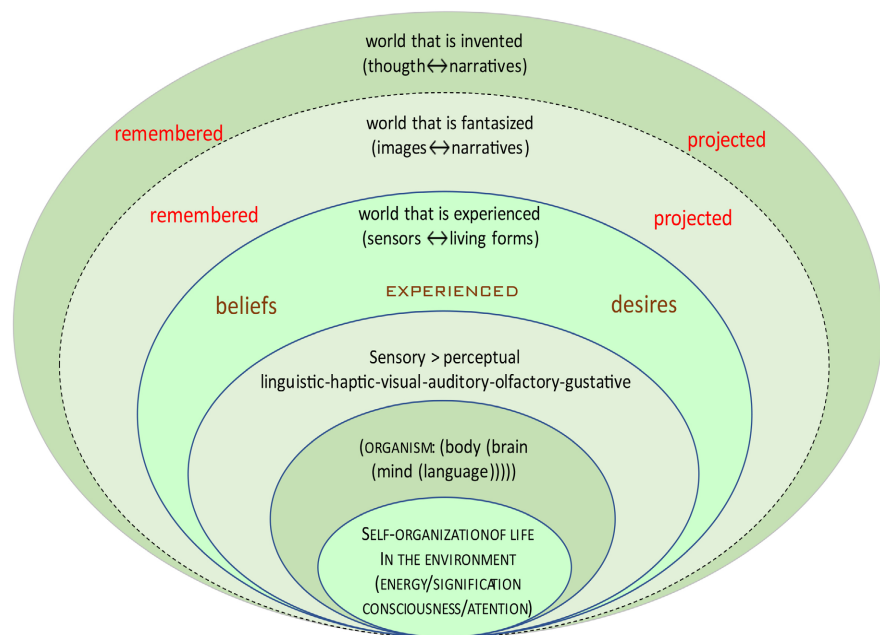 world that is invented
(thougth↔narratives)
remembered
world that is fantasized
(images↔narratives)
projected
remembered
world that is experienced
(sensors ↔living forms)
projected
beliefs
EXPERIENCED
desires
Sensory > perceptual
linguistic-haptic-visual-auditory-olfactory-gustative
(ORGANISM: (body (brain
(mind (language)))))
SELF-ORGANIZATIONOF LIFE
IN THE ENVIRONMENT
(ENERGY/SIGNIFICATION
CONSCIOUSNESS/ATENTION)